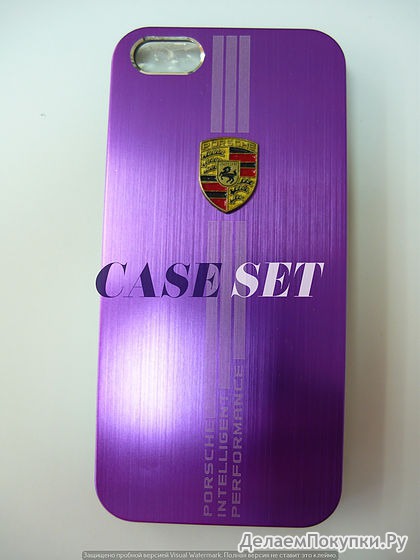 PORSCHE
CASE SET
PORSCHE
INTELLIGENT
PERFORMANCE
ДелаемПокупки.Ру
Защищено пробной версией Visual Watermark. Полная версия не ставит это клеймо.